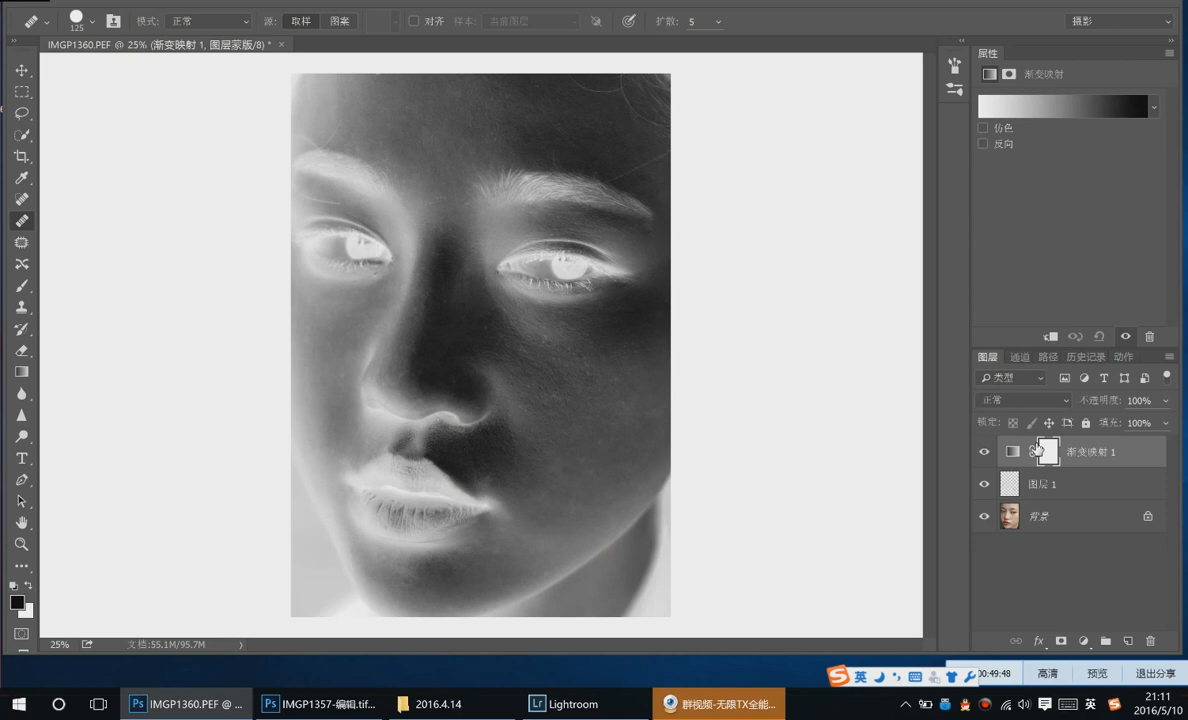 125
模式: 正常 源: 取样 图案 对齐 样本: 当前图层 扩散: 5 摄影
IMGP1360.PEF @ 25% (渐变映射 1, 图层蒙版/8) * ×
属性
渐变映射
仿色
反向
图层 通道 路径 历史记录 动作
类型
正常 不透明度: 100%
锁定: 填充: 100%
渐变映射 1
图层 1
背景
25% 文档:55.1M/95.7M
英 00:49:48 高清 预览 退出分享
IMGP1360.PEF @ ... IMGP1357-编辑.tif... 2016.4.14 Lightroom 群视频-无限TX全能... 英 21:11
2016/5/10